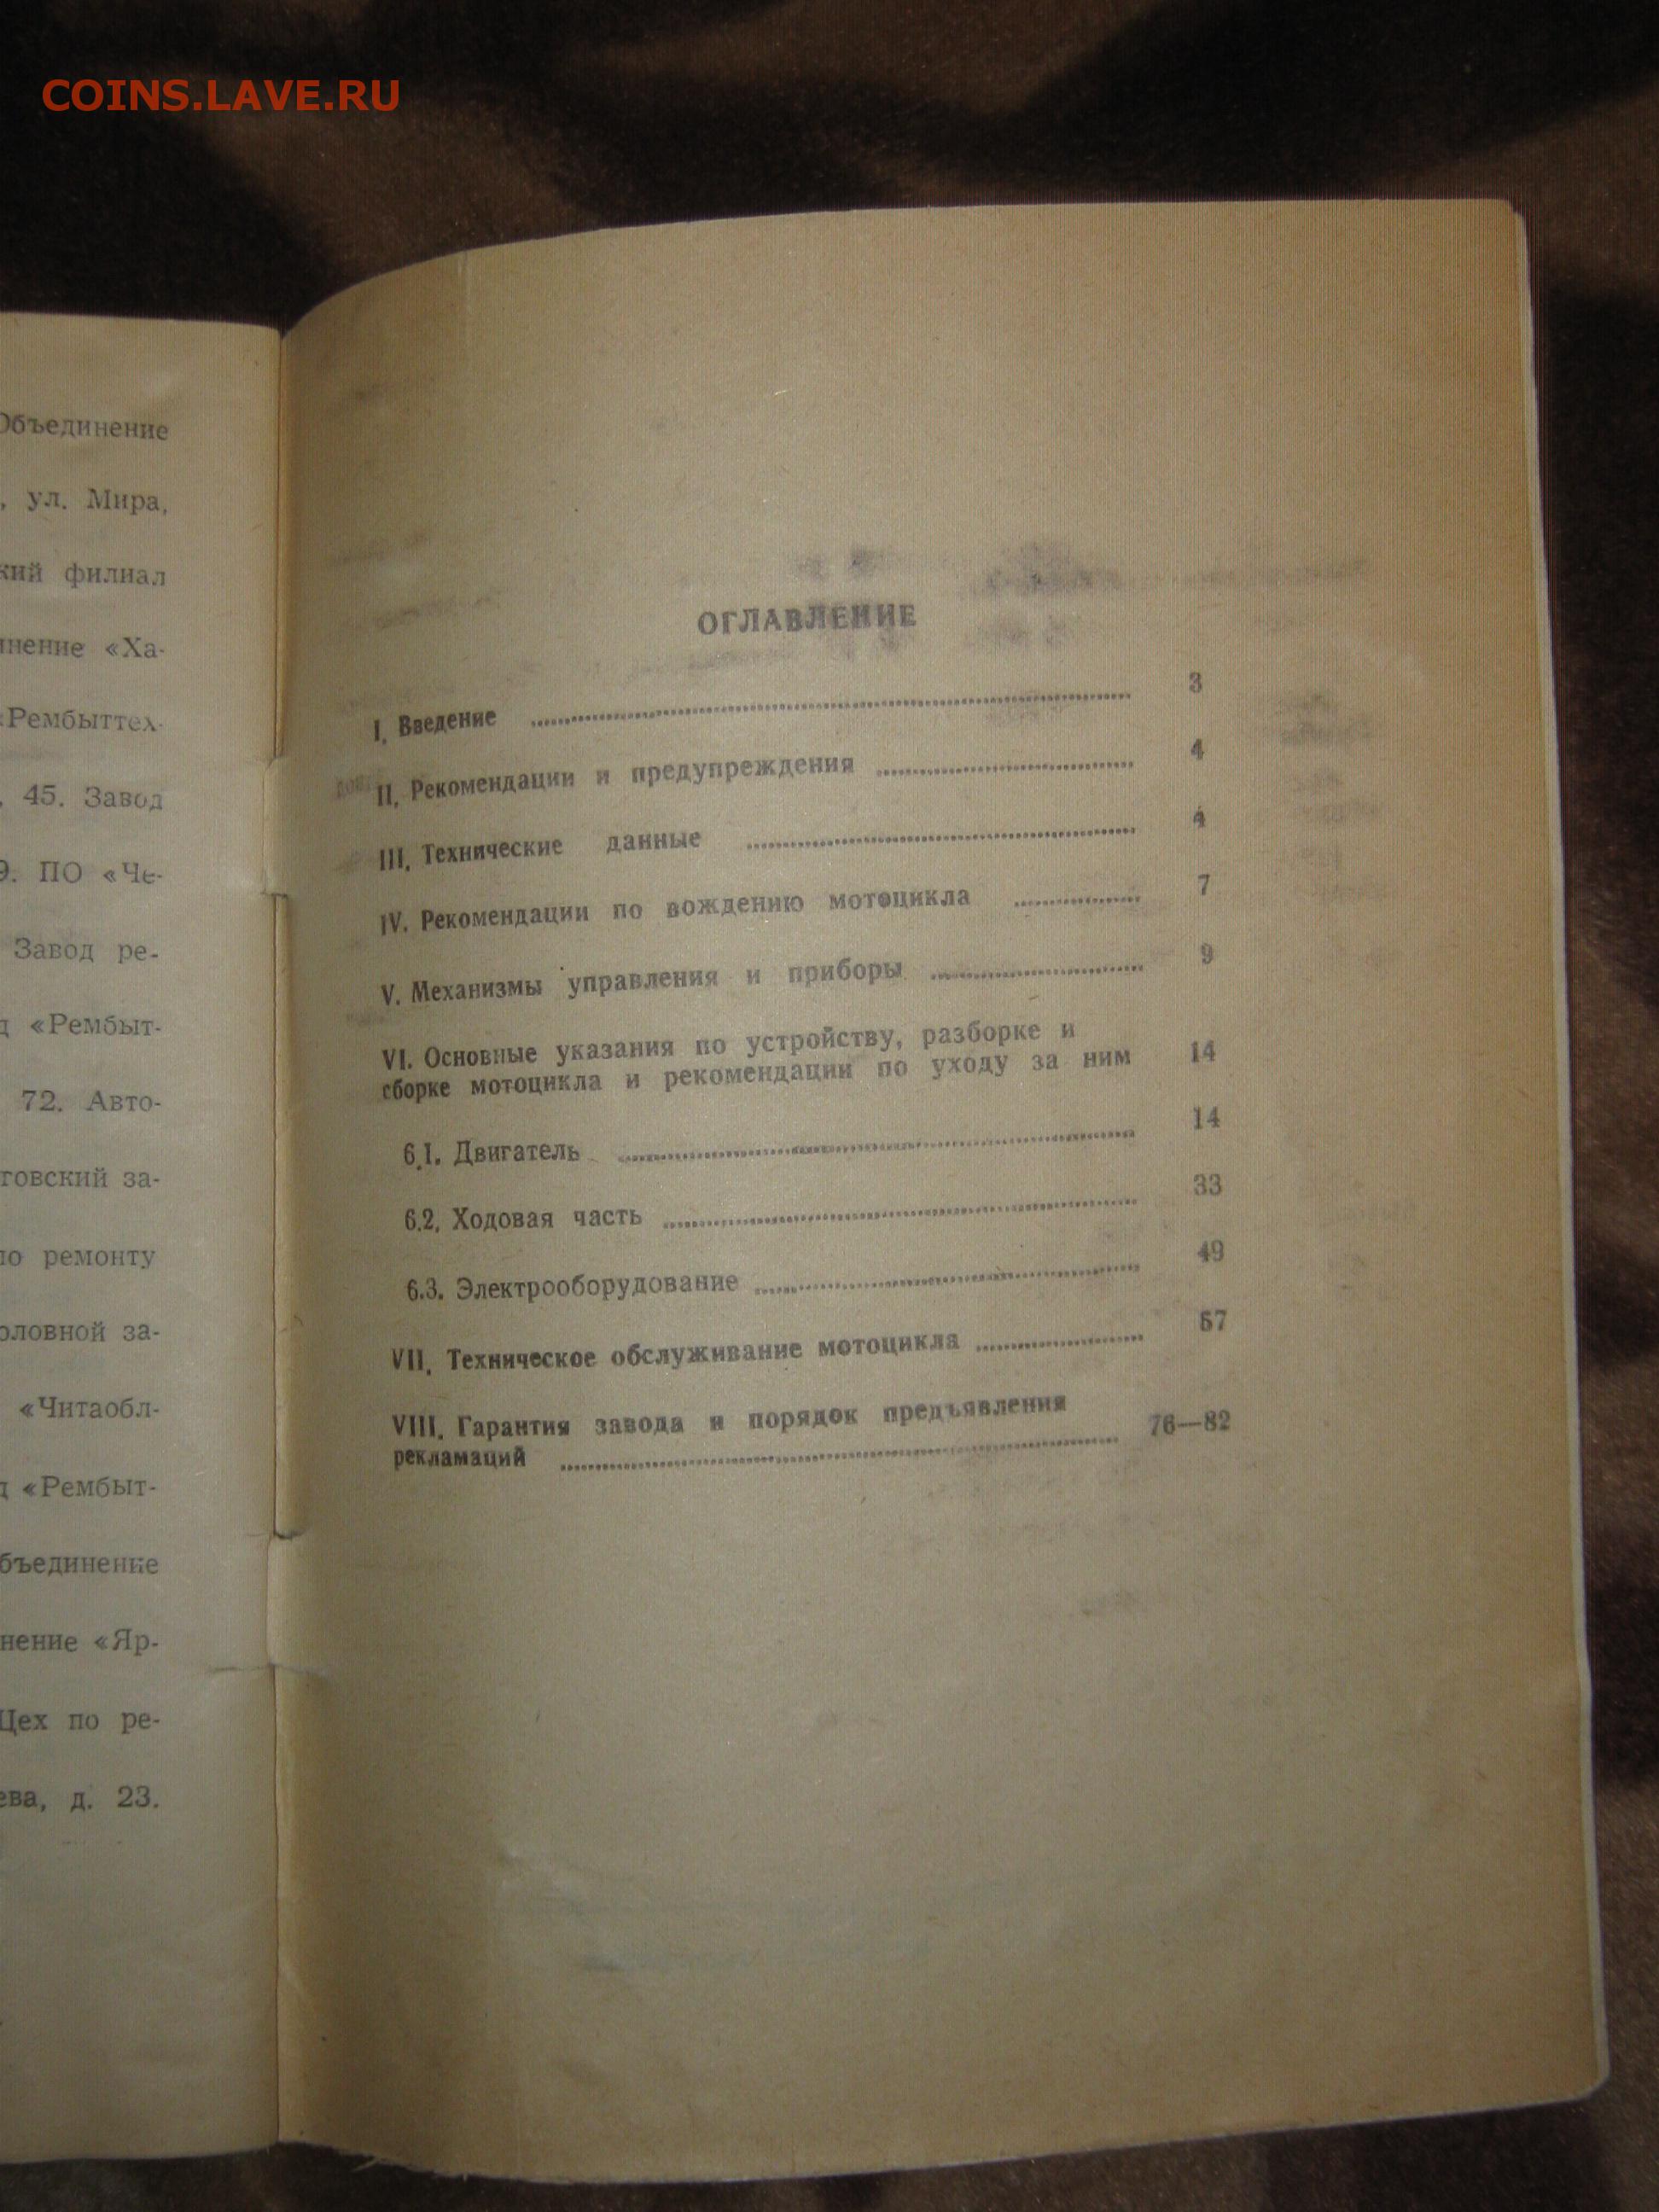 COINS.LAVE.RU
Объединение
, ул. Мира,
кий филиал
инение «Ха-
«Рембыттех-
, 45. Завод
9. ПО «Че-
Завод ре-
д «Рембыт-
72. Авто-
говский за-
по ремонту
оловной за-
«Читаобл-
д «Рембыт-
бъединение
нение «Яр-
Цех по ре-
ева, д. 23.
ОГЛАВЛЕНИЕ
I. Введение 3
II. Рекомендации и предупреждения 4
III. Технические данные 4
IV. Рекомендации по вождению мотоцикла 7
V. Механизмы управления и приборы 9
VI. Основные указания по устройству, разборке и
сборке мотоцикла и рекомендации по уходу за ним 14
6.1. Двигатель 14
6.2. Ходовая часть 33
6.3. Электрооборудование 49
VII. Техническое обслуживание мотоцикла
VIII. Гарантия завода и порядок предъявления
рекламаций 76—82